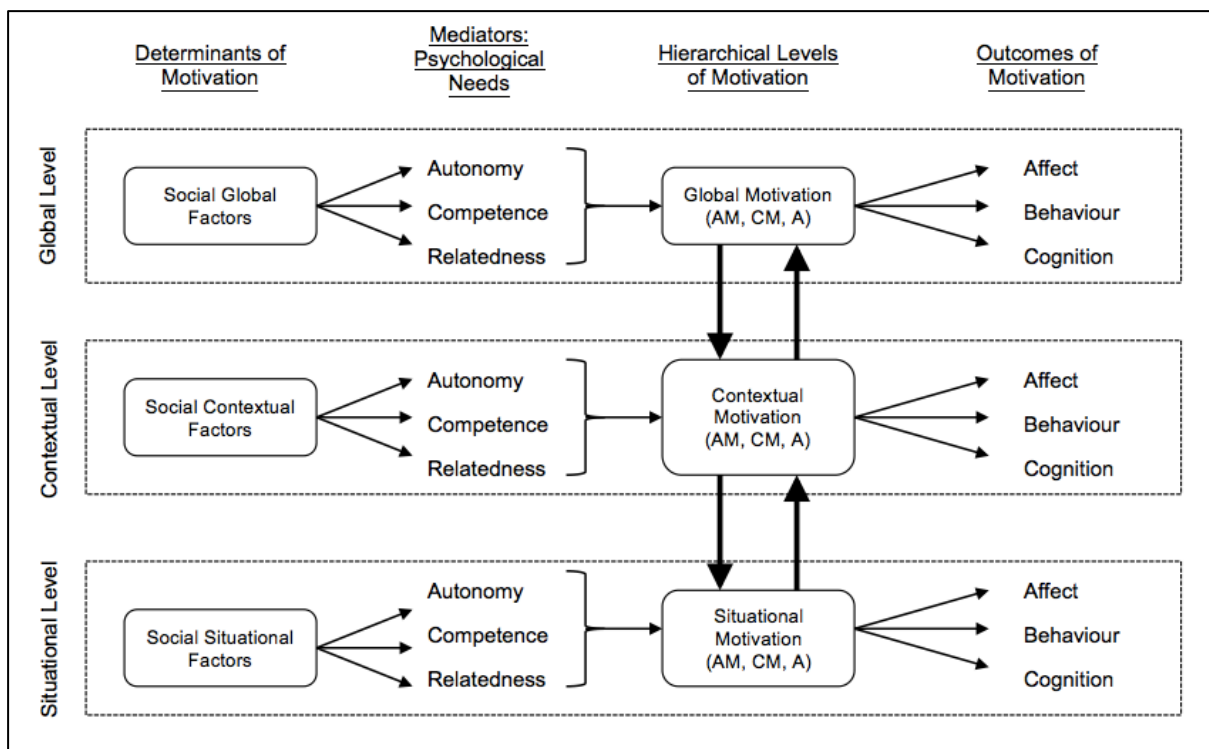 Determinants of
Motivation
Mediators:
Psychological
Needs
Hierarchical Levels
of Motivation
Outcomes of
Motivation
Global Level
Social Global
Factors
Autonomy
Competence
Relatedness
Global Motivation
(AM, CM, A)
Affect
Behaviour
Cognition
Contextual Level
Social Contextual
Factors
Autonomy
Competence
Relatedness
Contextual
Motivation
(AM, CM, A)
Affect
Behaviour
Cognition
Situational Level
Social Situational
Factors
Autonomy
Competence
Relatedness
Situational
Motivation
(AM, CM, A)
Affect
Behaviour
Cognition